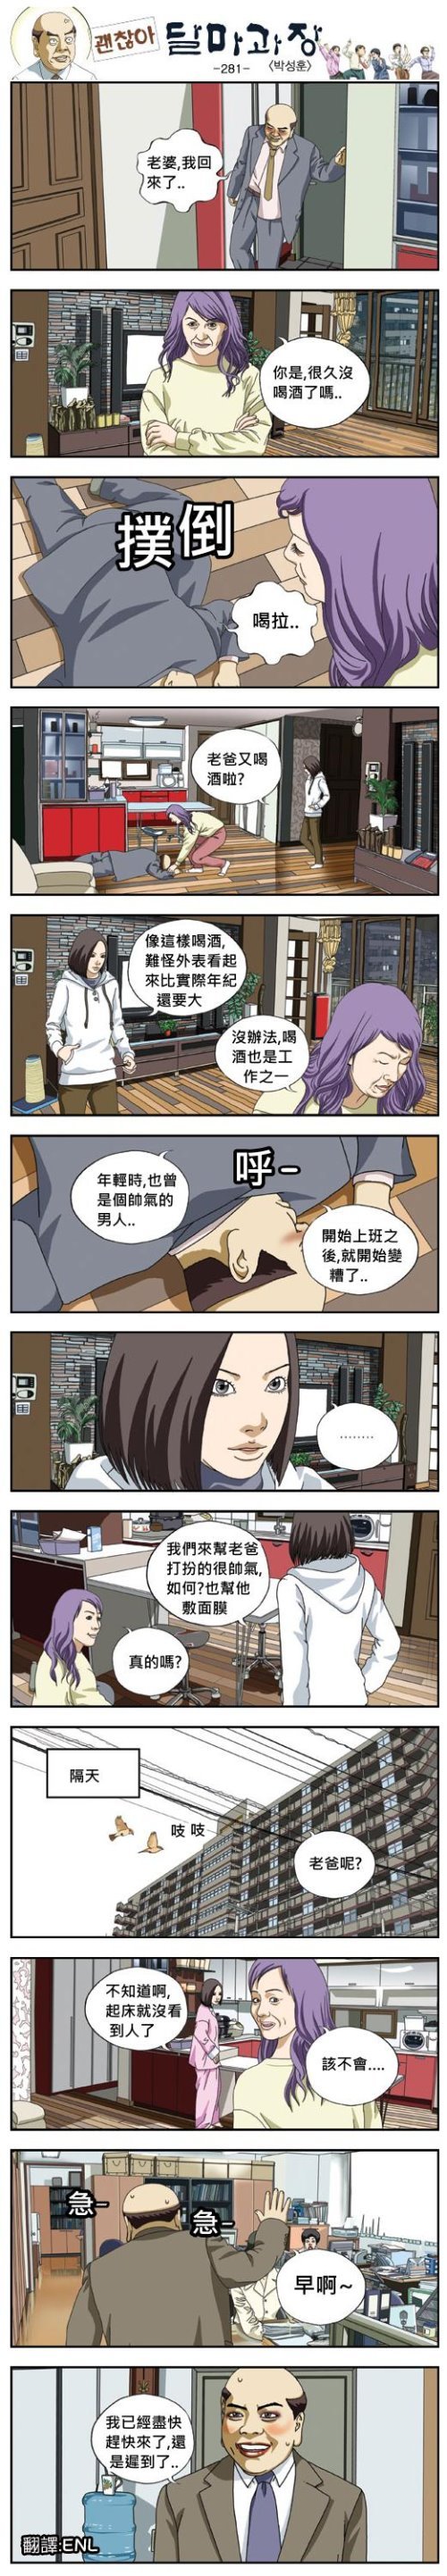 괜찮아 달마과장
-281- <박성훈>
老婆,我回
來了..
你是,很久沒
喝酒了嗎..
撲倒
喝拉..
老爸又喝
酒啦?
像這樣喝酒,
難怪外表看起
來比實際年紀
還要大
沒辦法,喝
酒也是工
作之一
呼-
年輕時,也曾
是個帥氣的
男人..
開始上班之
後,就開始變
糟了..
........
我們來幫老爸
打扮的很帥氣,
如何?也幫他
敷面膜
真的嗎?
隔天
吱吱
老爸呢?
不知道啊,
起床就沒看
到人了
該不會....
急-
急-
早啊~
我已經盡快
趕快來了,還
是遲到了..
翻譯:ENL